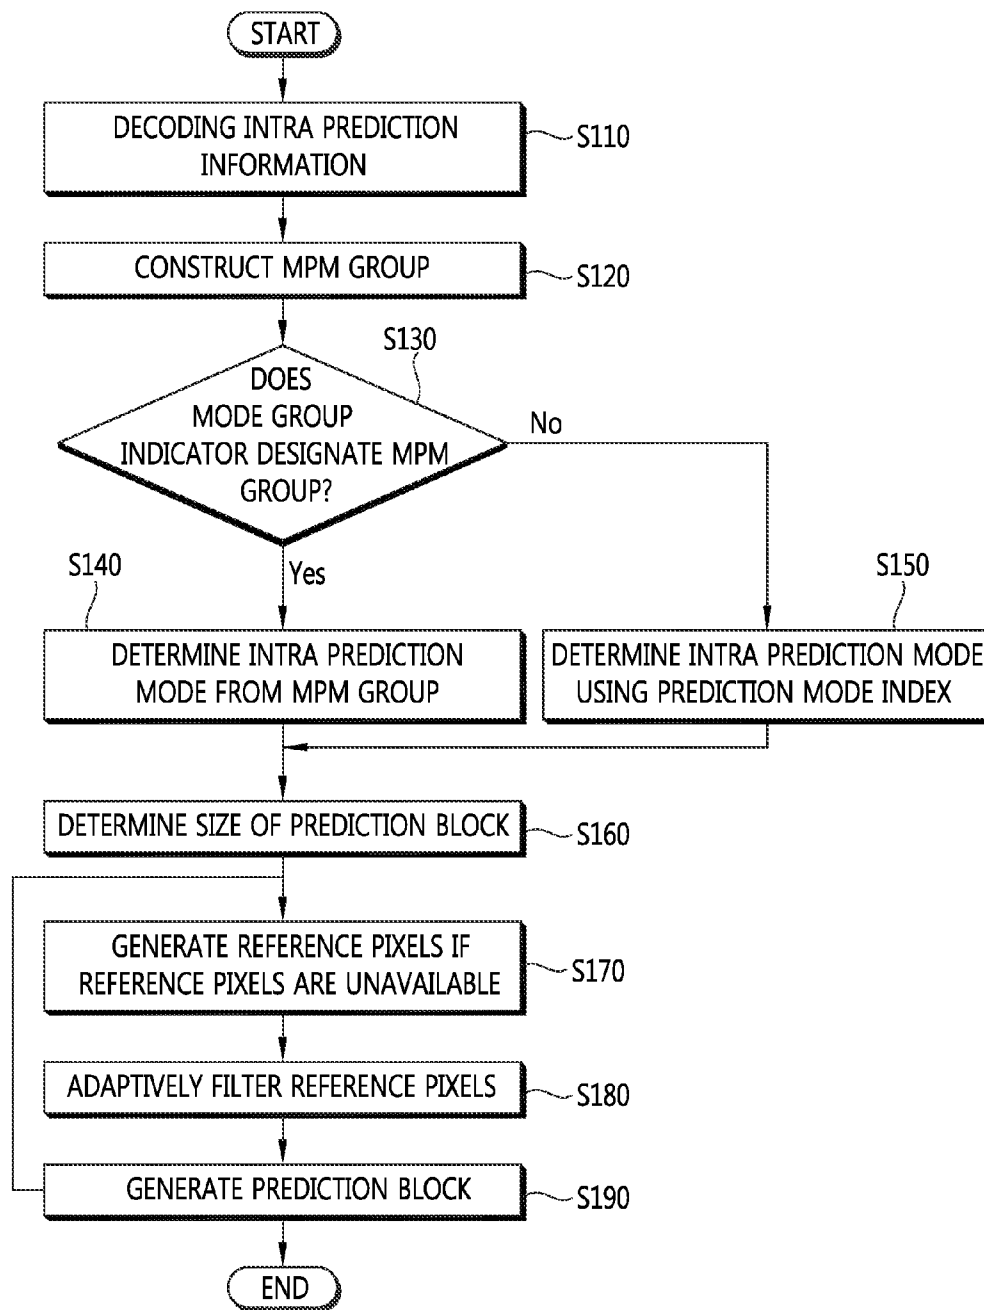 START
DECODING INTRA PREDICTION
INFORMATION
S110
CONSTRUCT MPM GROUP
S120
S130
DOES
MODE GROUP
INDICATOR DESIGNATE MPM
GROUP?
No
Yes
S140
S150
DETERMINE INTRA PREDICTION
MODE FROM MPM GROUP
DETERMINE INTRA PREDICTION MODE
USING PREDICTION MODE INDEX
DETERMINE SIZE OF PREDICTION BLOCK
S160
GENERATE REFERENCE PIXELS IF
REFERENCE PIXELS ARE UNAVAILABLE
S170
ADAPTIVELY FILTER REFERENCE PIXELS
S180
GENERATE PREDICTION BLOCK
S190
END